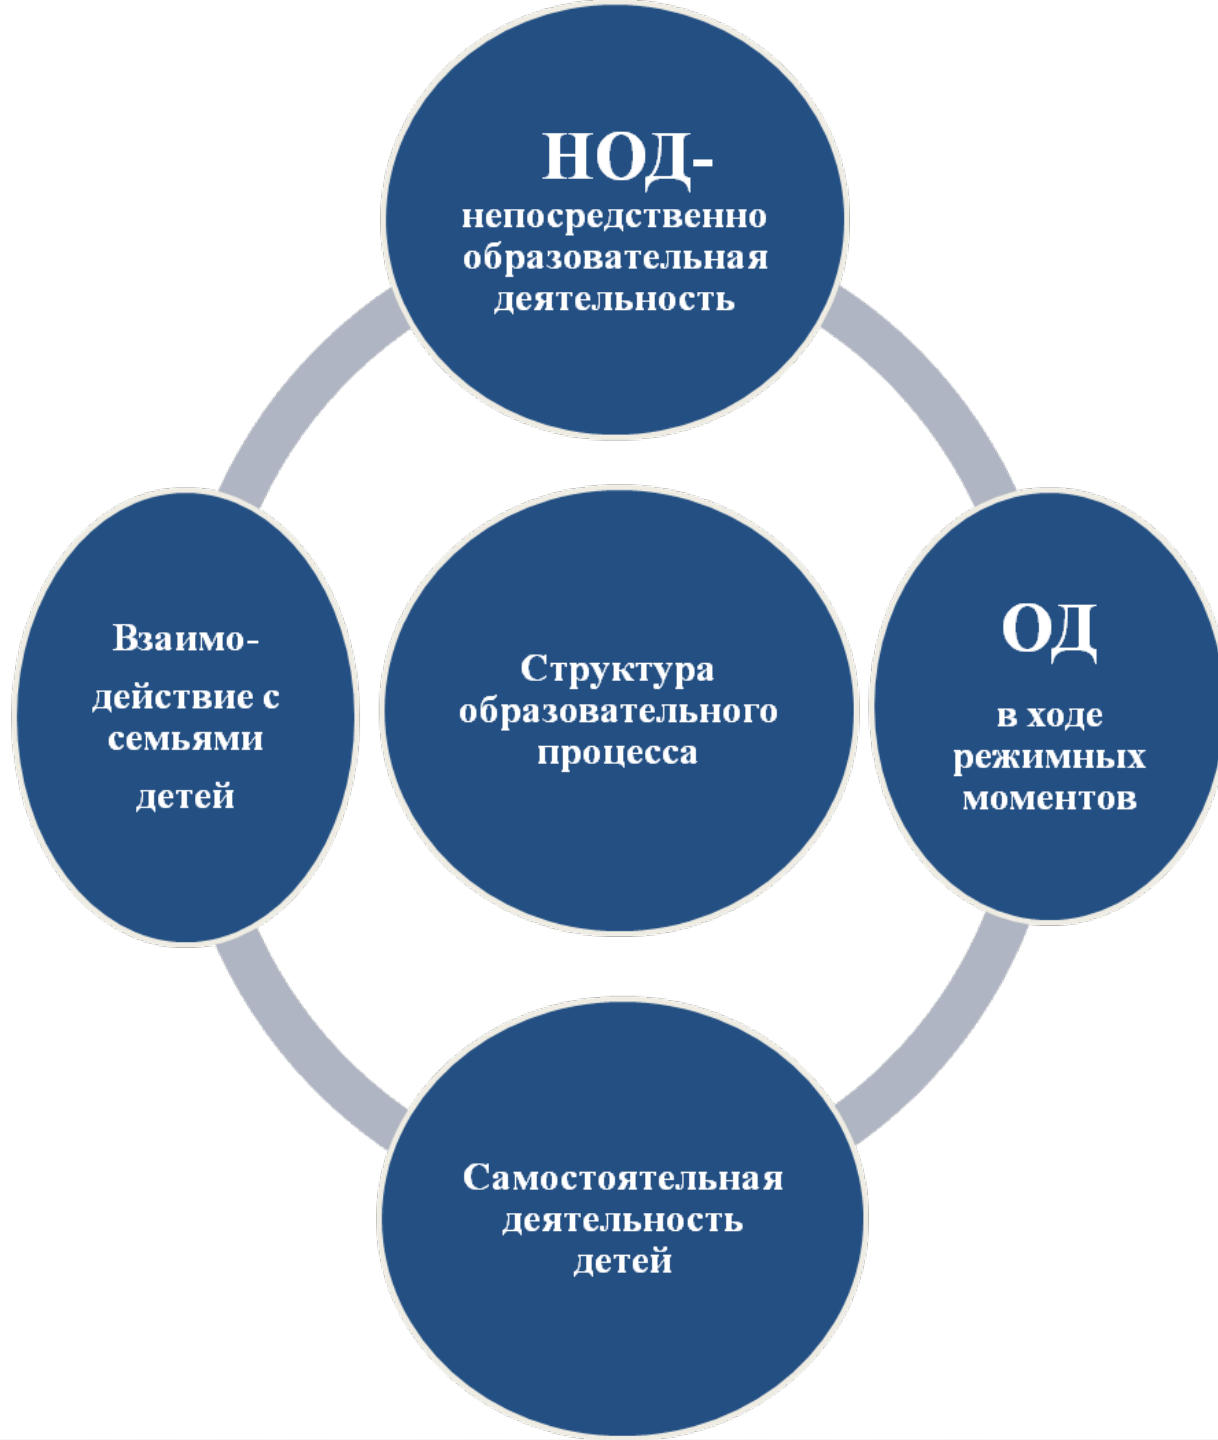 НОД-
непосредственно
образовательная
деятельность
Взаимо-
действие с
семьями
детей
Структура
образовательного
процесса
ОД
в ходе
режимных
моментов
Самостоятельная
деятельность
детей